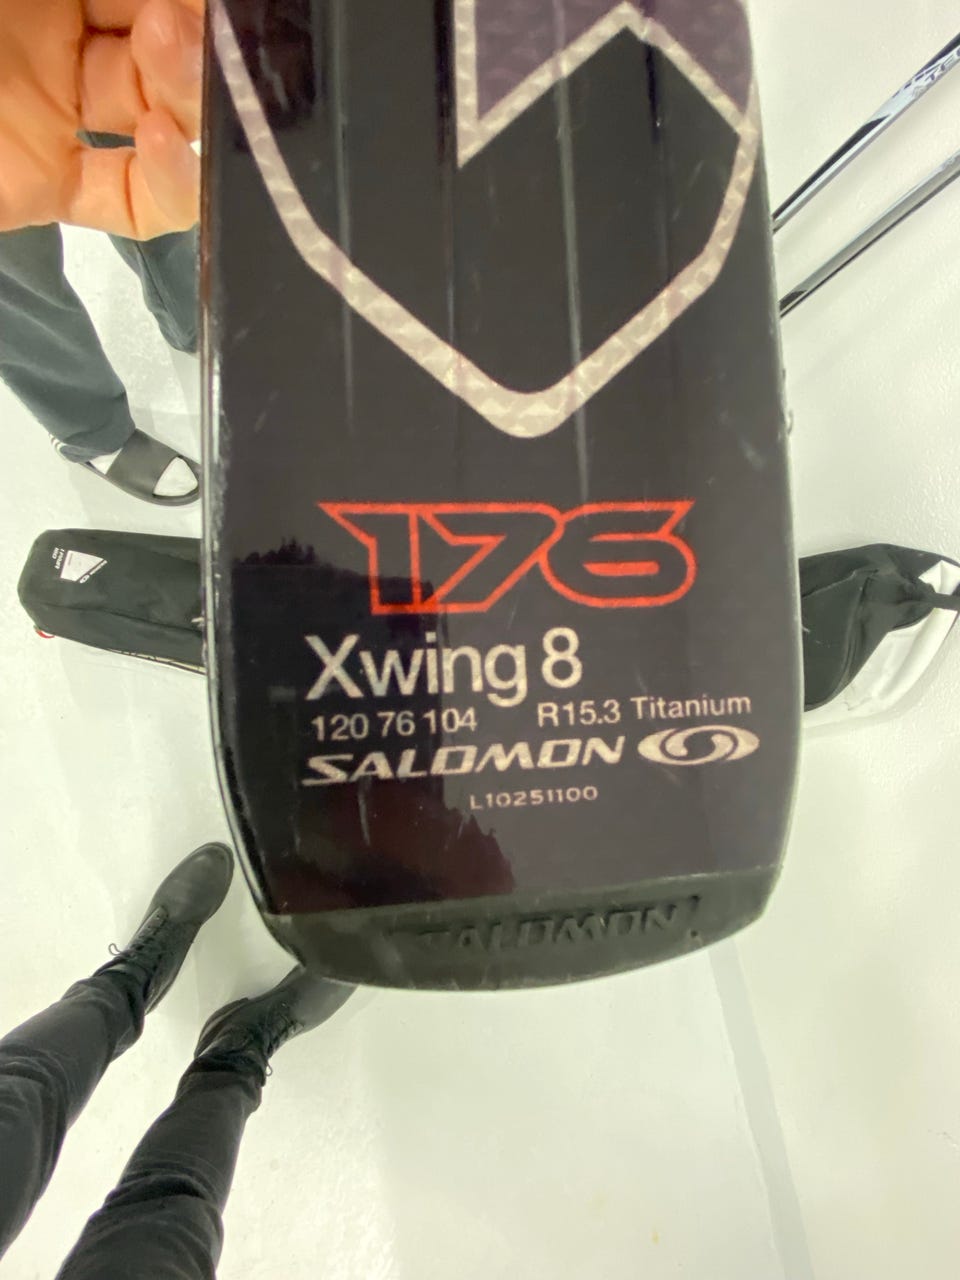 176
Xwing 8
120 76 104 R15.3 Titanium
SALOMON
L10251100
SALOMON